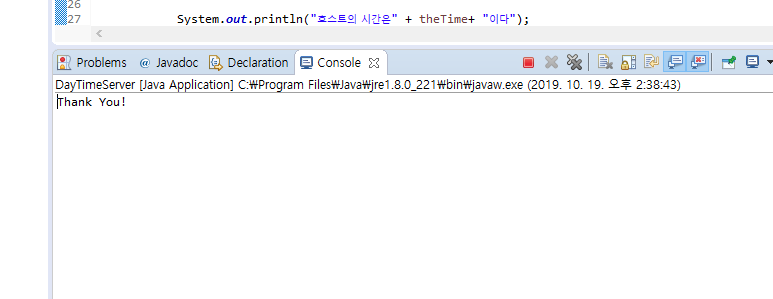 26
27 System.out.println("호스트의 시간은" + theTime+ "이다");
Problems @ Javadoc Declaration Console
DayTimeServer [Java Application] C:₩Program Files₩Java₩jre1.8.0_221₩bin₩javaw.exe (2019. 10. 19. 오후 2:38:43)
Thank You!